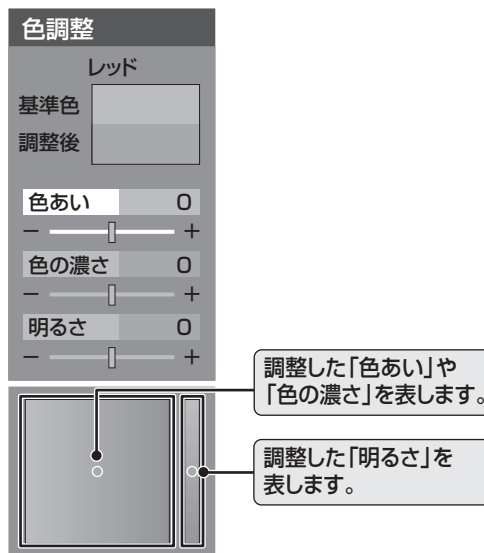 色調整
レッド
基準色
調整後
色あい 0
− +
色の濃さ 0
− +
明るさ 0
− +
調整した「色あい」や
「色の濃さ」を表します。
調整した「明るさ」を
表します。